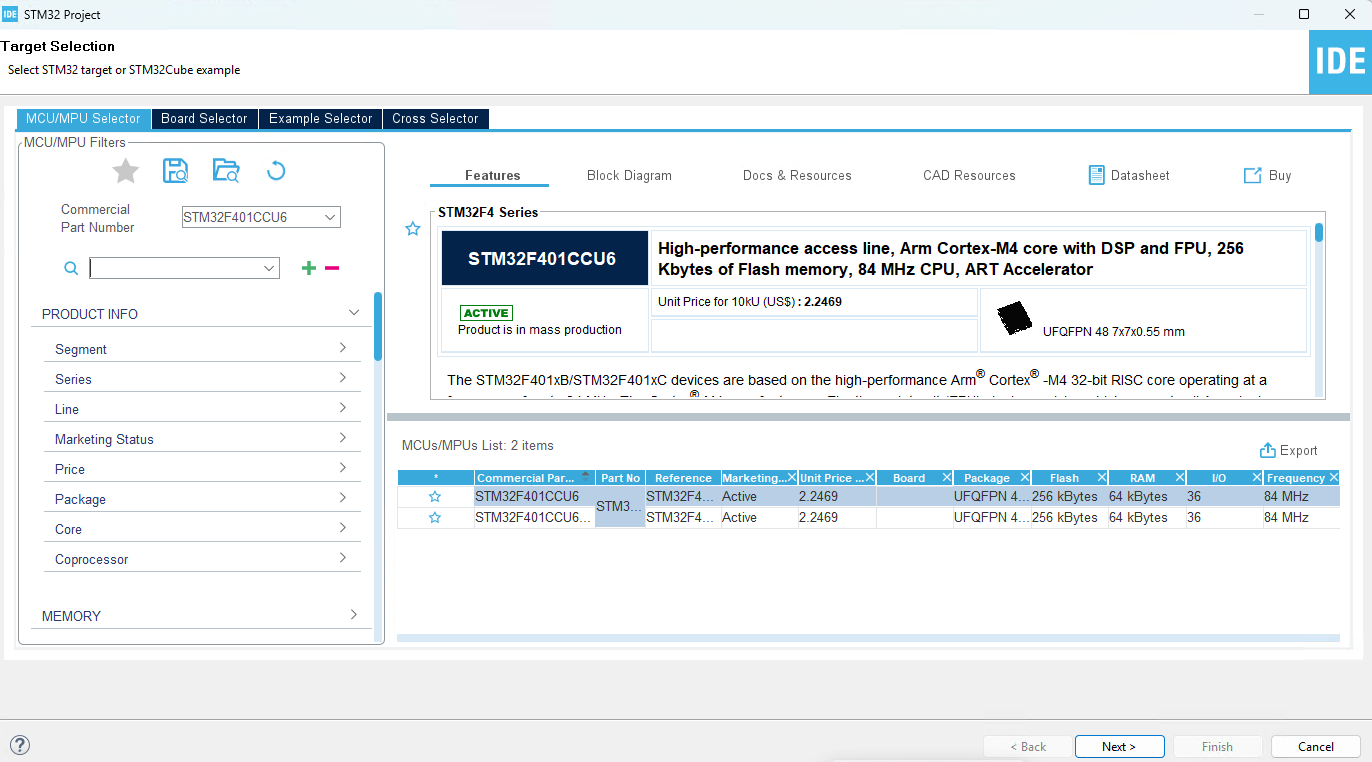 IDE STM32 Project
Target Selection
Select STM32 target or STM32Cube example
IDE
MCU/MPU Selector Board Selector Example Selector Cross Selector
MCU/MPU Filters
Commercial
Part Number
STM32F401CCU6
PRODUCT INFO
Segment
Series
Line
Marketing Status
Price
Package
Core
Coprocessor
MEMORY
Features Block Diagram Docs & Resources CAD Resources Datasheet Buy
STM32F4 Series
STM32F401CCU6
High-performance access line, Arm Cortex-M4 core with DSP and FPU, 256
Kbytes of Flash memory, 84 MHz CPU, ART Accelerator
ACTIVE
Product is in mass production
Unit Price for 10kU (US$) : 2.2469
UFQFPN 48 7x7x0.55 mm
The STM32F401xB/STM32F401xC devices are based on the high-performance Arm® Cortex® -M4 32-bit RISC core operating at a
MCUs/MPUs List: 2 items
Export
* Commercial Par... Part No Reference Marketing... X Unit Price ... X Board X Package X Flash X RAM X I/O X Frequency X
STM32F401CCU6 STM3... STM32F4... Active 2.2469 UFQFPN 4... 256 kBytes 64 kBytes 36 84 MHz
STM32F401CCU6... STM32F4... Active 2.2469 UFQFPN 4... 256 kBytes 64 kBytes 36 84 MHz
? < Back Next > Finish Cancel